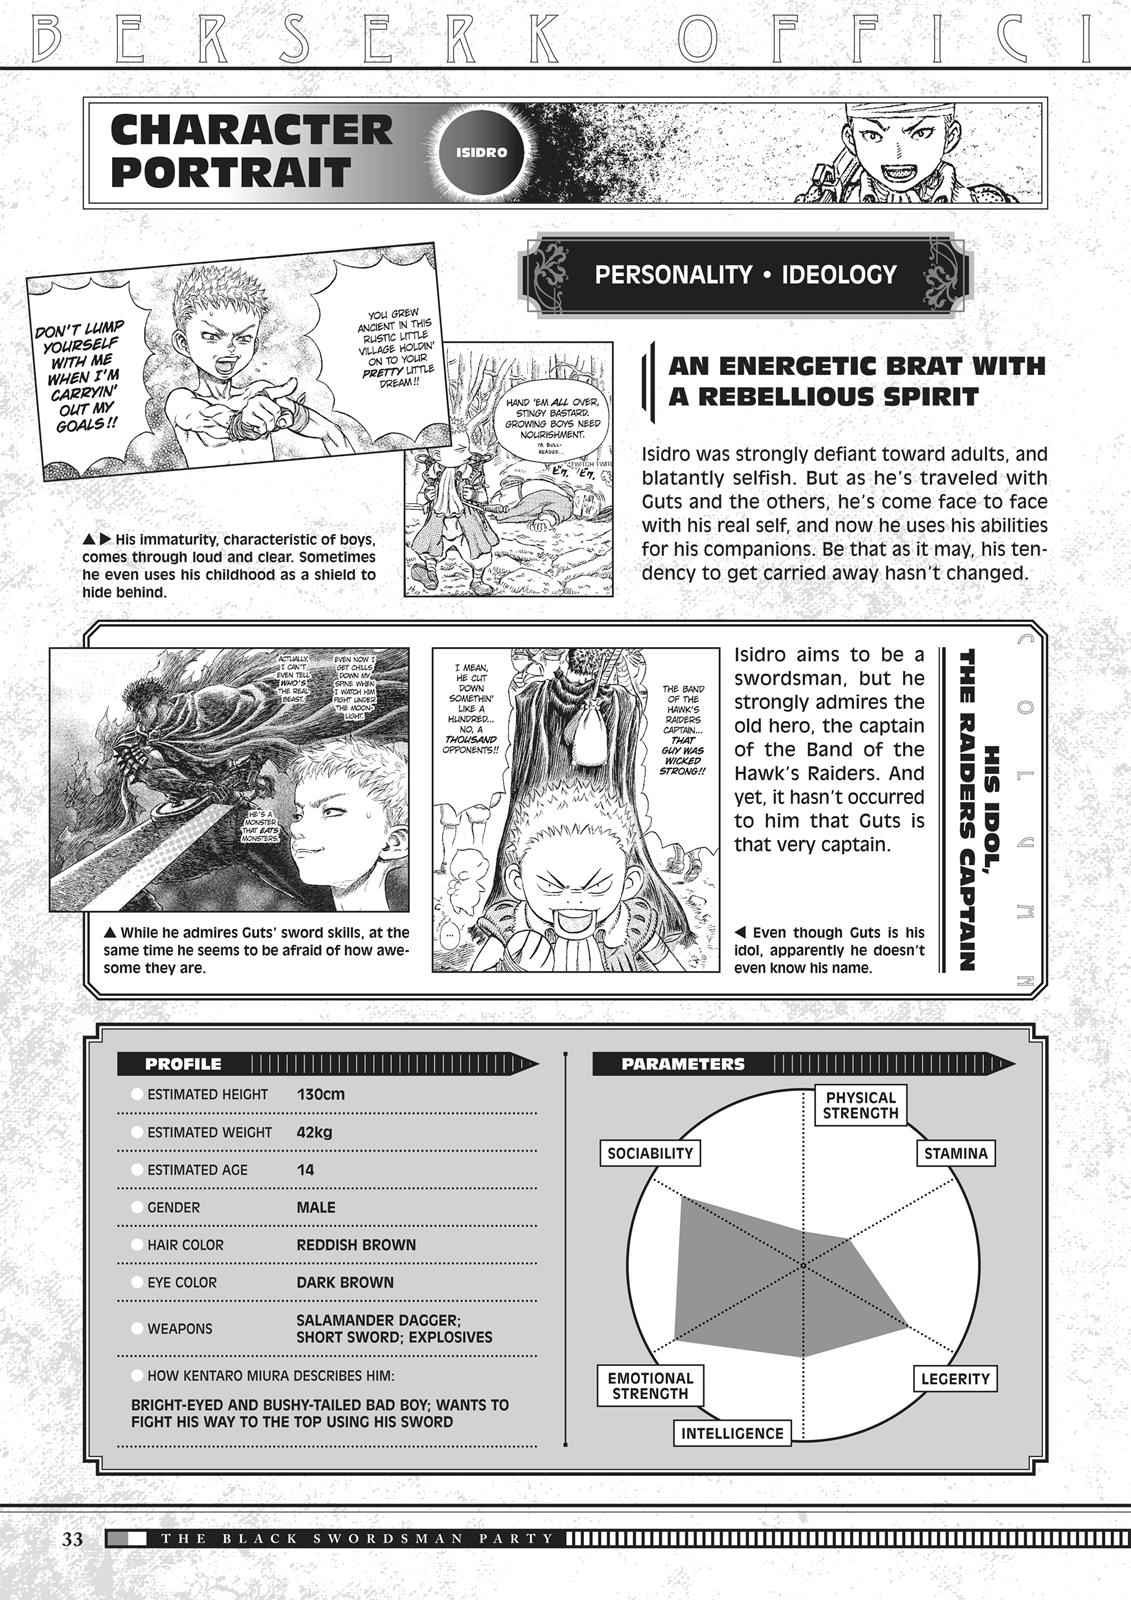 BERSERK OFFICI
CHARACTER
PORTRAIT
ISIDRO
PERSONALITY • IDEOLOGY
DON'T LUMP
YOURSELF
WITH ME
WHEN I'M
CARRYIN'
OUT MY
GOALS!!
YOU GREW
ANCIENT IN THIS
RUSTIC LITTLE
VILLAGE HOLDIN'
ON TO YOUR
PRETTY LITTLE
DREAM!!
HAND 'EM ALL OVER,
STINGY BASTARD.
GROWING BOYS NEED
NOURISHMENT.
YA BULL-
HEADED...
ビク
ビク
AN ENERGETIC BRAT WITH
A REBELLIOUS SPIRIT
Isidro was strongly defiant toward adults, and
blatantly selfish. But as he's traveled with
Guts and the others, he's come face to face
with his real self, and now he uses his abilities
for his companions. Be that as it may, his ten-
dency to get carried away hasn't changed.
▲▶ His immaturity, characteristic of boys,
comes through loud and clear. Sometimes
he even uses his childhood as a shield to
hide behind.
COLUMN
HIS IDOL,
THE RAIDERS CAPTAIN
Isidro aims to be a
swordsman, but he
strongly admires the
old hero, the captain
of the Band of the
Hawk's Raiders. And
yet, it hasn't occurred
to him that Guts is
that very captain.
◀ Even though Guts is his
idol, apparently he doesn't
even know his name.
THE BAND
OF THE
HAWK'S
RAIDERS
CAPTAIN...
THAT
GUY WAS
WICKED
STRONG!!
I MEAN,
HE CUT
DOWN
SOMETHIN'
LIKE A
HUNDRED...
NO, A
THOUSAND
OPPONENTS!!
...
EVEN NOW I
GET CHILLS
DOWN MY
SPINE WHEN
I WATCH HIM
FIGHT UNDER
THE MOON-
LIGHT.
ACTUALLY,
I CAN'T
EVEN TELL
WHO'S
THE REAL
BEAST.
HE'S A
MONSTER
THAT EATS
MONSTERS.
▲ While he admires Guts' sword skills, at the
same time he seems to be afraid of how awe-
some they are.
PROFILE
ESTIMATED HEIGHT 130cm
ESTIMATED WEIGHT 42kg
ESTIMATED AGE 14
GENDER MALE
HAIR COLOR REDDISH BROWN
EYE COLOR DARK BROWN
WEAPONS SALAMANDER DAGGER;
SHORT SWORD; EXPLOSIVES
HOW KENTARO MIURA DESCRIBES HIM:
BRIGHT-EYED AND BUSHY-TAILED BAD BOY; WANTS TO
FIGHT HIS WAY TO THE TOP USING HIS SWORD
PARAMETERS
PHYSICAL
STRENGTH
STAMINA
LEGERITY
INTELLIGENCE
EMOTIONAL
STRENGTH
SOCIABILITY
33
THE BLACK SWORDSMAN PARTY